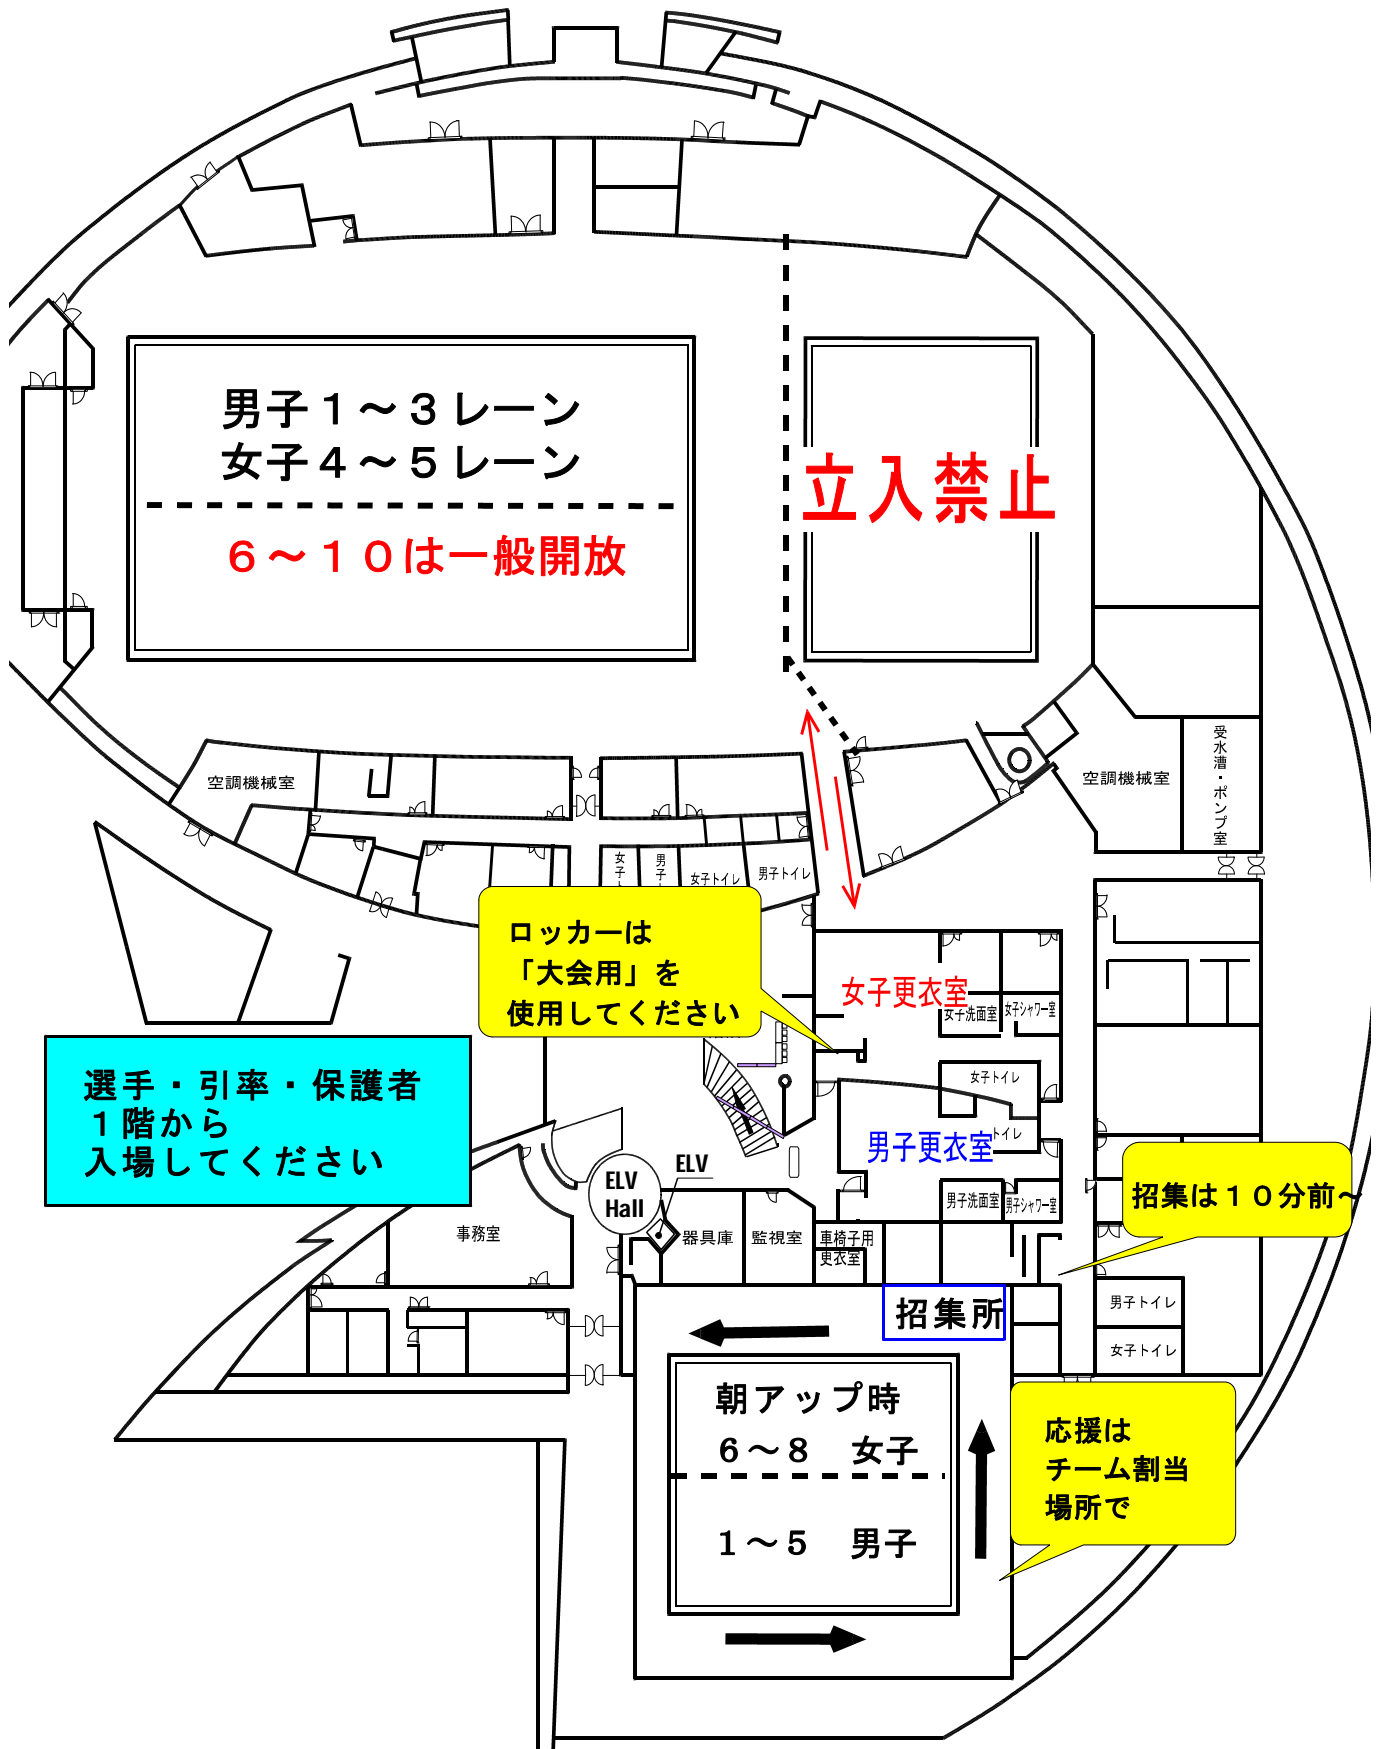 男子１～３レーン
女子４～５レーン
６～１０は一般開放
立入禁止
空調機械室
空調機械室
受水漕・ポンプ室
女子ト
男子ト
女子トイレ
男子トイレ
ロッカーは
「大会用」を
使用してください
女子更衣室
女子洗面室
女子シャワー室
女子トイレ
選手・引率・保護者
１階から
入場してください
男子更衣室
トイレ
ELV
Hall
ELV
招集は１０分前～
男子洗面室
男子シャワー室
事務室
器具庫
監視室
車椅子用
更衣室
招集所
男子トイレ
女子トイレ
朝アップ時
６～８　女子
１～５　男子
応援は
チーム割当
場所で